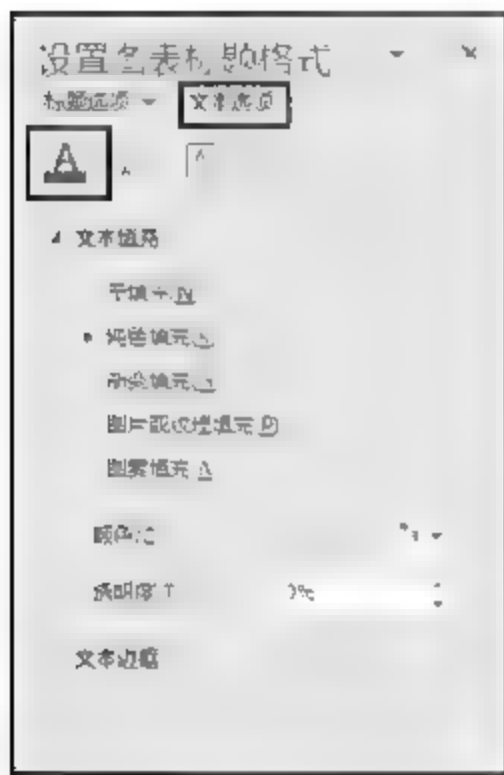 设置图表标题格式
标题选项 文本选项
A
文本填充
无填充(N)
纯色填充(S)
渐变填充(G)
图片或纹理填充(P)
图案填充(A)
颜色(C)
透明度(T) 0%
文本边框